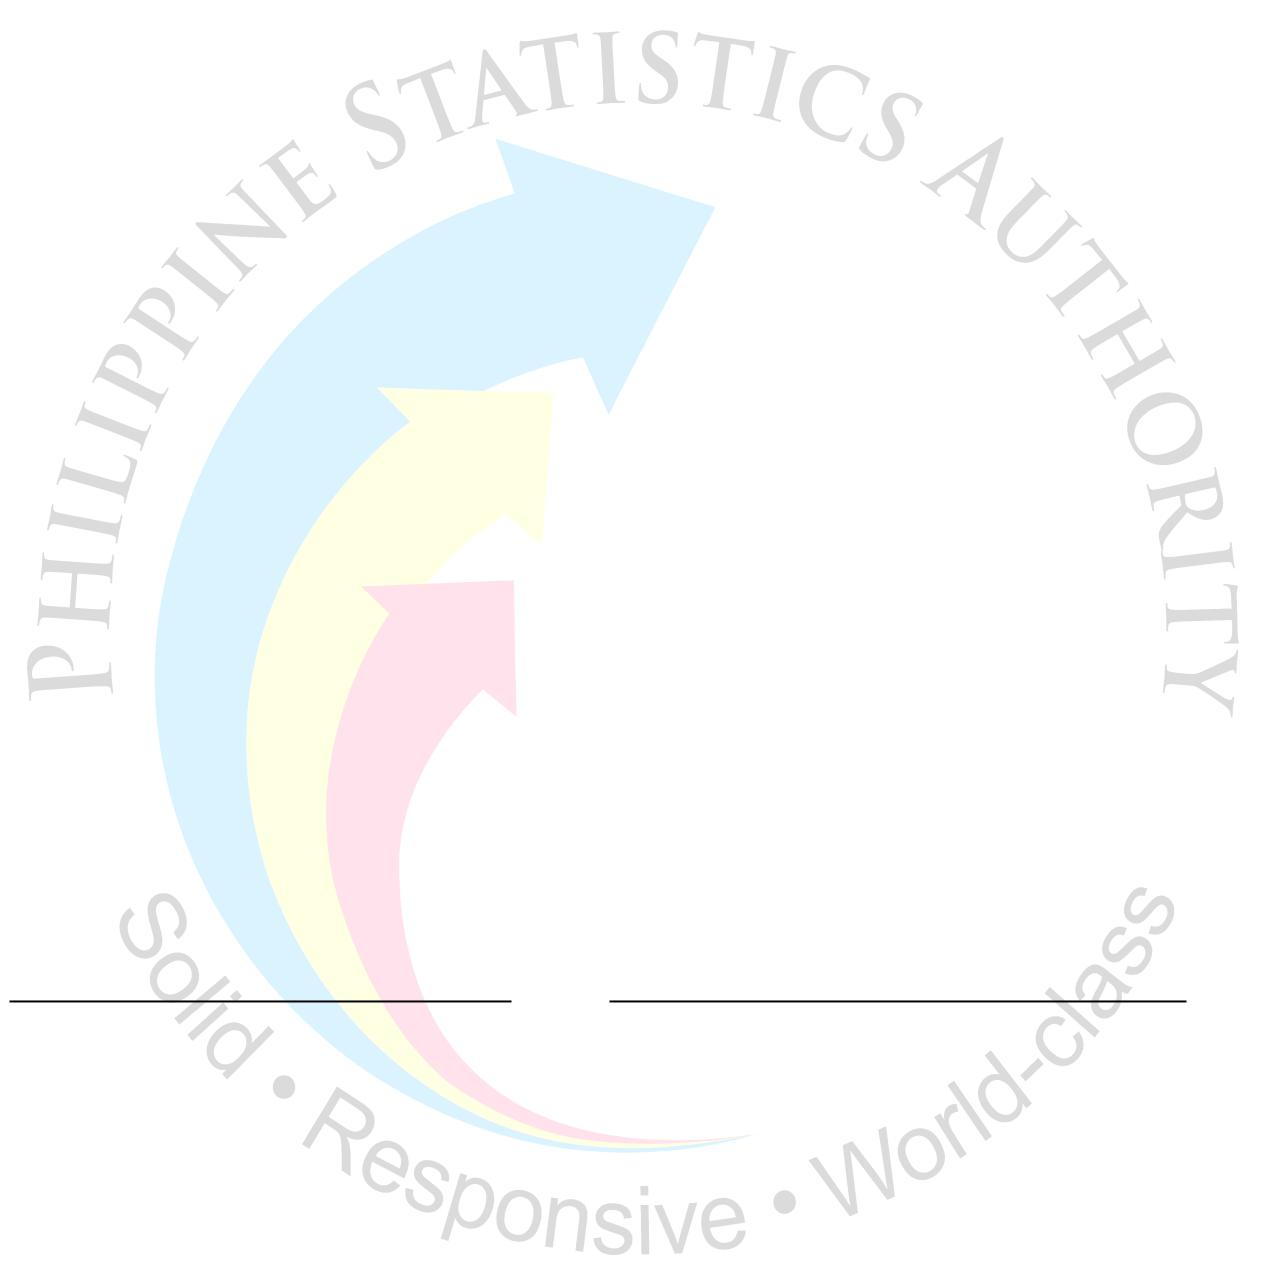 PHILIPPINE STATISTICS AUTHORITY
Solid • Responsive • World-class